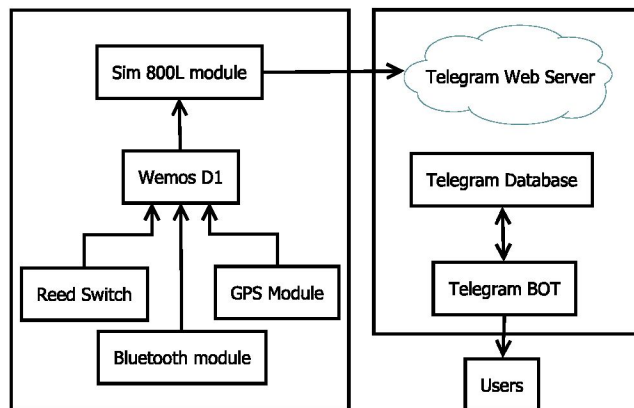 Sim 800L module
Telegram Web Server
Wemos D1
Telegram Database
Reed Switch
GPS Module
Telegram BOT
Bluetooth module
Users